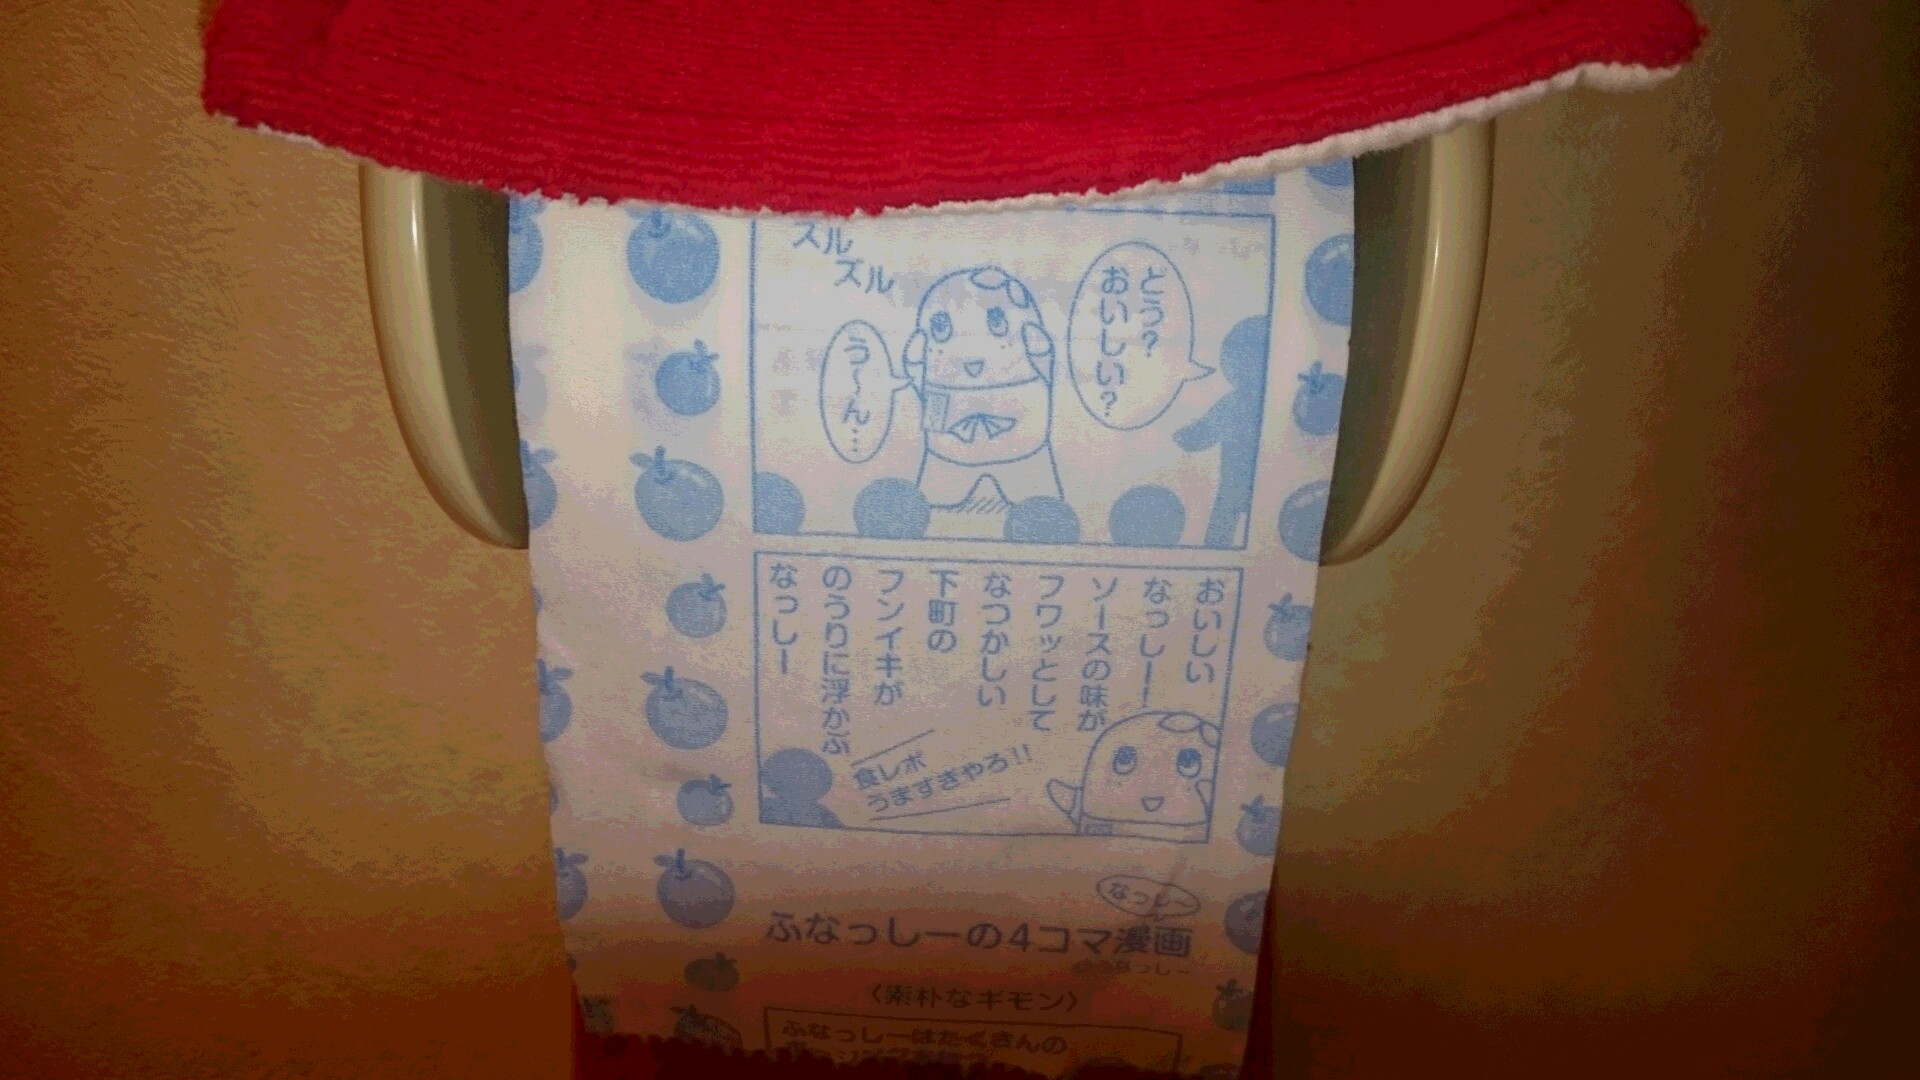 ズル
ズル
どう？
おいしい？
う～ん…
おいしい
なっしー！
ソースの味が
フワッとして
なつかしい
下町の
フンイキが
のうりに浮かぶ
なっしー
食レポ
うますぎやろ!!
なっしー
ふなっしーの4コマ漫画
〈素朴なギモン〉
ふなっしーはたくさんの